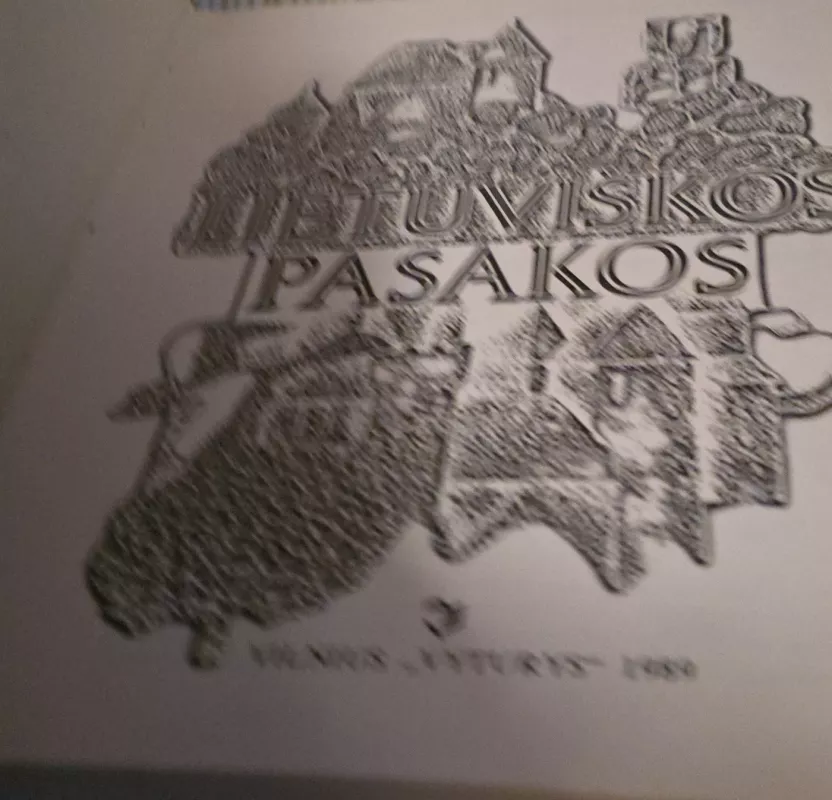 LIETUVIŠKOS
PASAKOS
VILNIUS „VYTURYS“ 1989